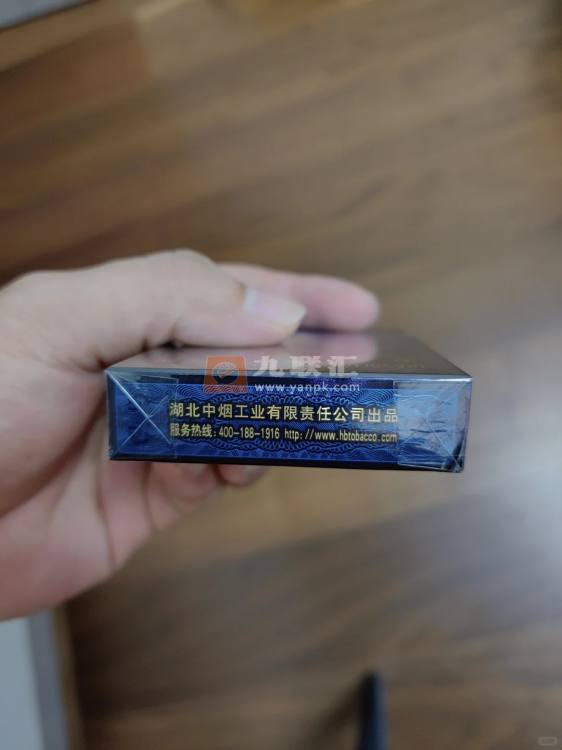 九联汇
www.yanpk.com
湖北中烟工业有限责任公司出品
服务热线:400-188-1916 http://www.hbtobacco.com